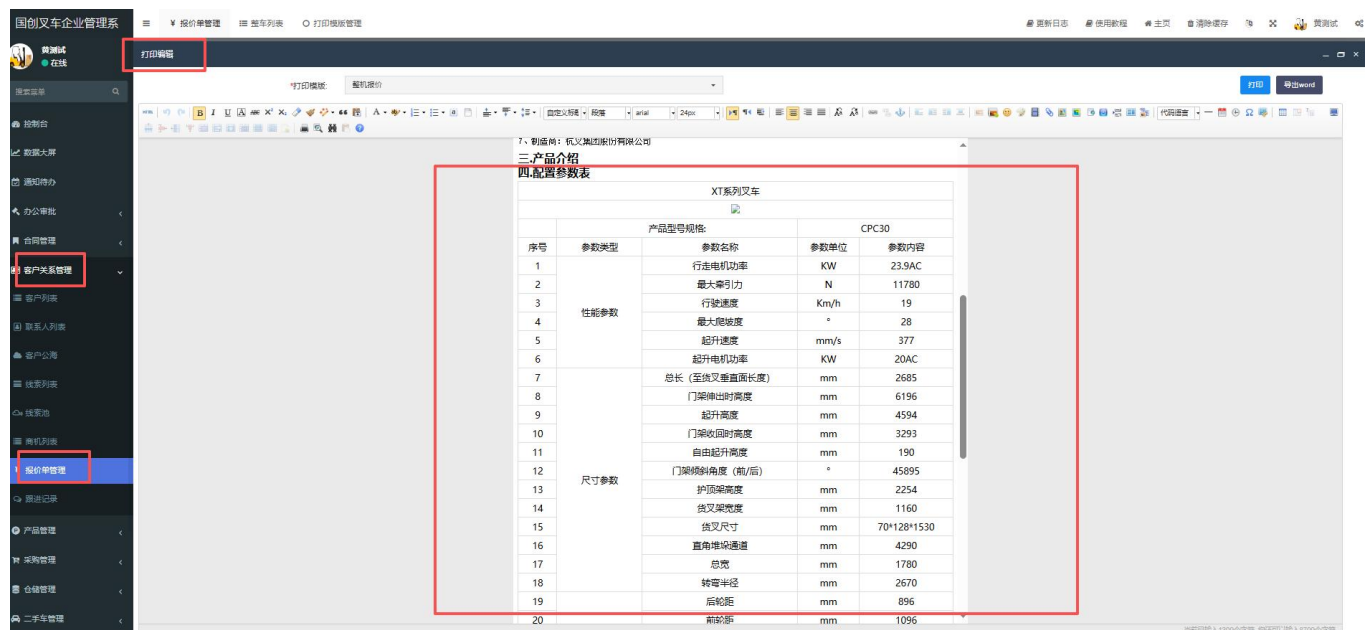 国创叉车企业管理系
¥ 报价单管理
整车列表
打印模版管理
更新日志
使用教程
主页
清除缓存
黄测试
黄测试
在线
打印编辑
搜索菜单
*打印模版:
整机报价
打印
导出word
控制台
数据大屏
通知待办
办公审批
合同管理
客户关系管理
客户列表
联系人列表
客户公海
线索列表
线索池
商机列表
¥ 报价单管理
跟进记录
产品管理
采购管理
仓储管理
二手车管理
HTML
B I U A ABC X² X₂
自定义标题
段落
arial
24px
代码语言
7、制造商：杭叉集团股份有限公司
三.产品介绍
四.配置参数表
XT系列叉车
产品型号规格: CPC30
序号 参数类型 参数名称 参数单位 参数内容
性能参数
1 行走电机功率 KW 23.9AC
2 最大牵引力 N 11780
3 行驶速度 Km/h 19
4 最大爬坡度 ° 28
5 起升速度 mm/s 377
6 起升电机功率 KW 20AC
尺寸参数
7 总长（至货叉垂直面长度） mm 2685
8 门架伸出时高度 mm 6196
9 起升高度 mm 4594
10 门架收回时高度 mm 3293
11 自由起升高度 mm 190
12 门架倾斜角度（前/后） ° 45895
13 护顶架高度 mm 2254
14 货叉架宽度 mm 1160
15 货叉尺寸 mm 70*128*1530
16 直角堆垛通道 mm 4290
17 总宽 mm 1780
18 转弯半径 mm 2670
19 后轮距 mm 896
20 前轮距 mm 1096